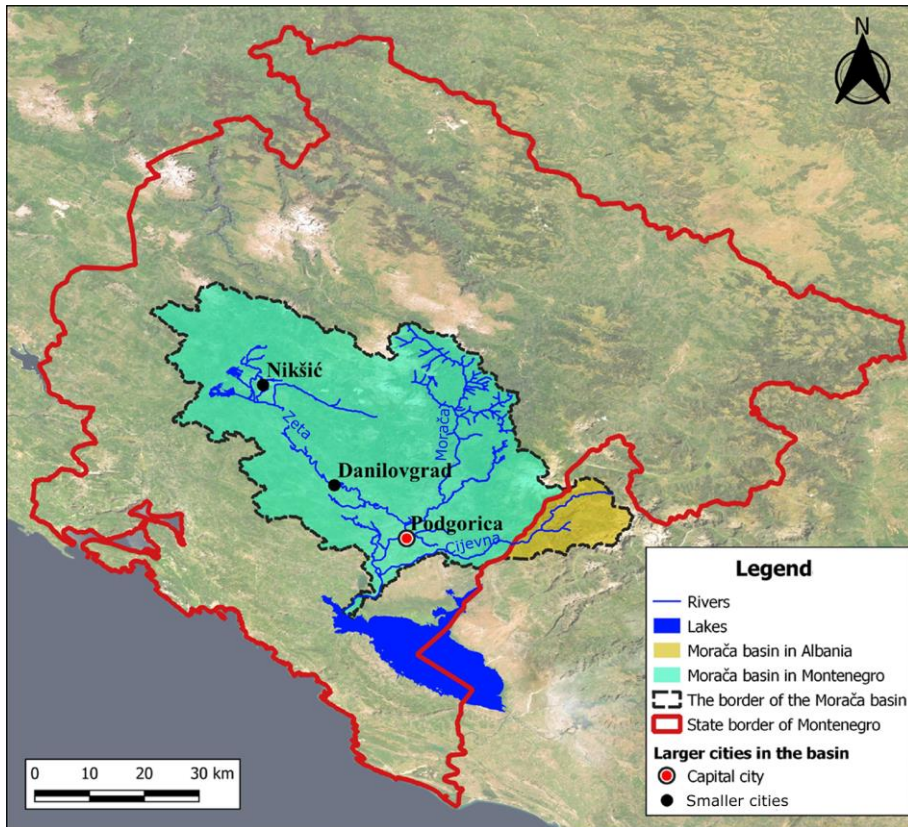 N
Nikšić
Zeta
Morača
Danilovgrad
Podgorica
Cijevna
Legend
Rivers
Lakes
Morača basin in Albania
Morača basin in Montenegro
The border of the Morača basin
State border of Montenegro
Larger cities in the basin
Capital city
Smaller cities
0 10 20 30 km